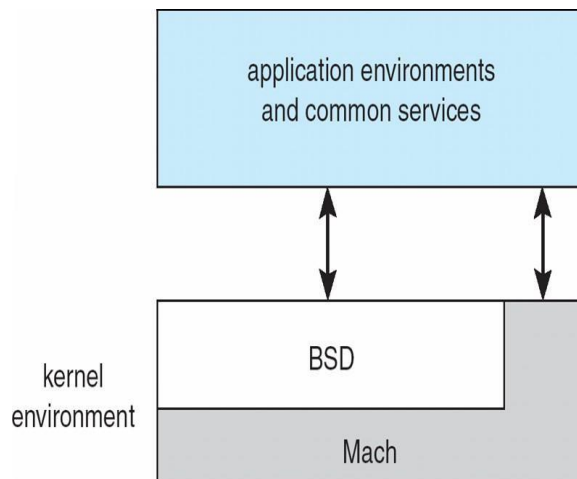 application environments
and common services
BSD
kernel
environment
Mach